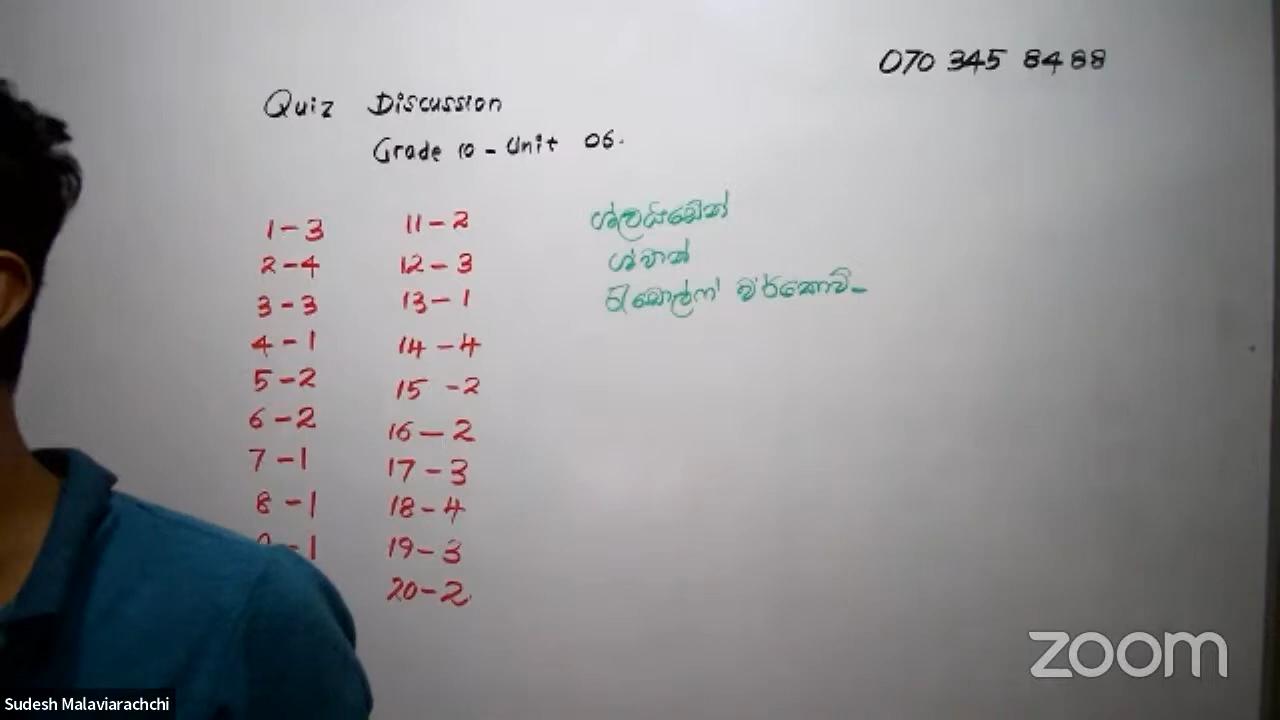 070 345 8488
Quiz Discussion
Grade 10 - Unit 06.
1 - 3
2 - 4
3 - 3
4 - 1
5 - 2
6 - 2
7 - 1
8 - 1
- 1
11 - 2
12 - 3
13 - 1
14 - 4
15 - 2
16 - 2
17 - 3
18 - 4
19 - 3
20 - 2
ශ්ලයිඩේන්
ශ්වාන්
රුඩොල්ෆ් වර්කොව්
zoom
Sudesh Malaviarachchi